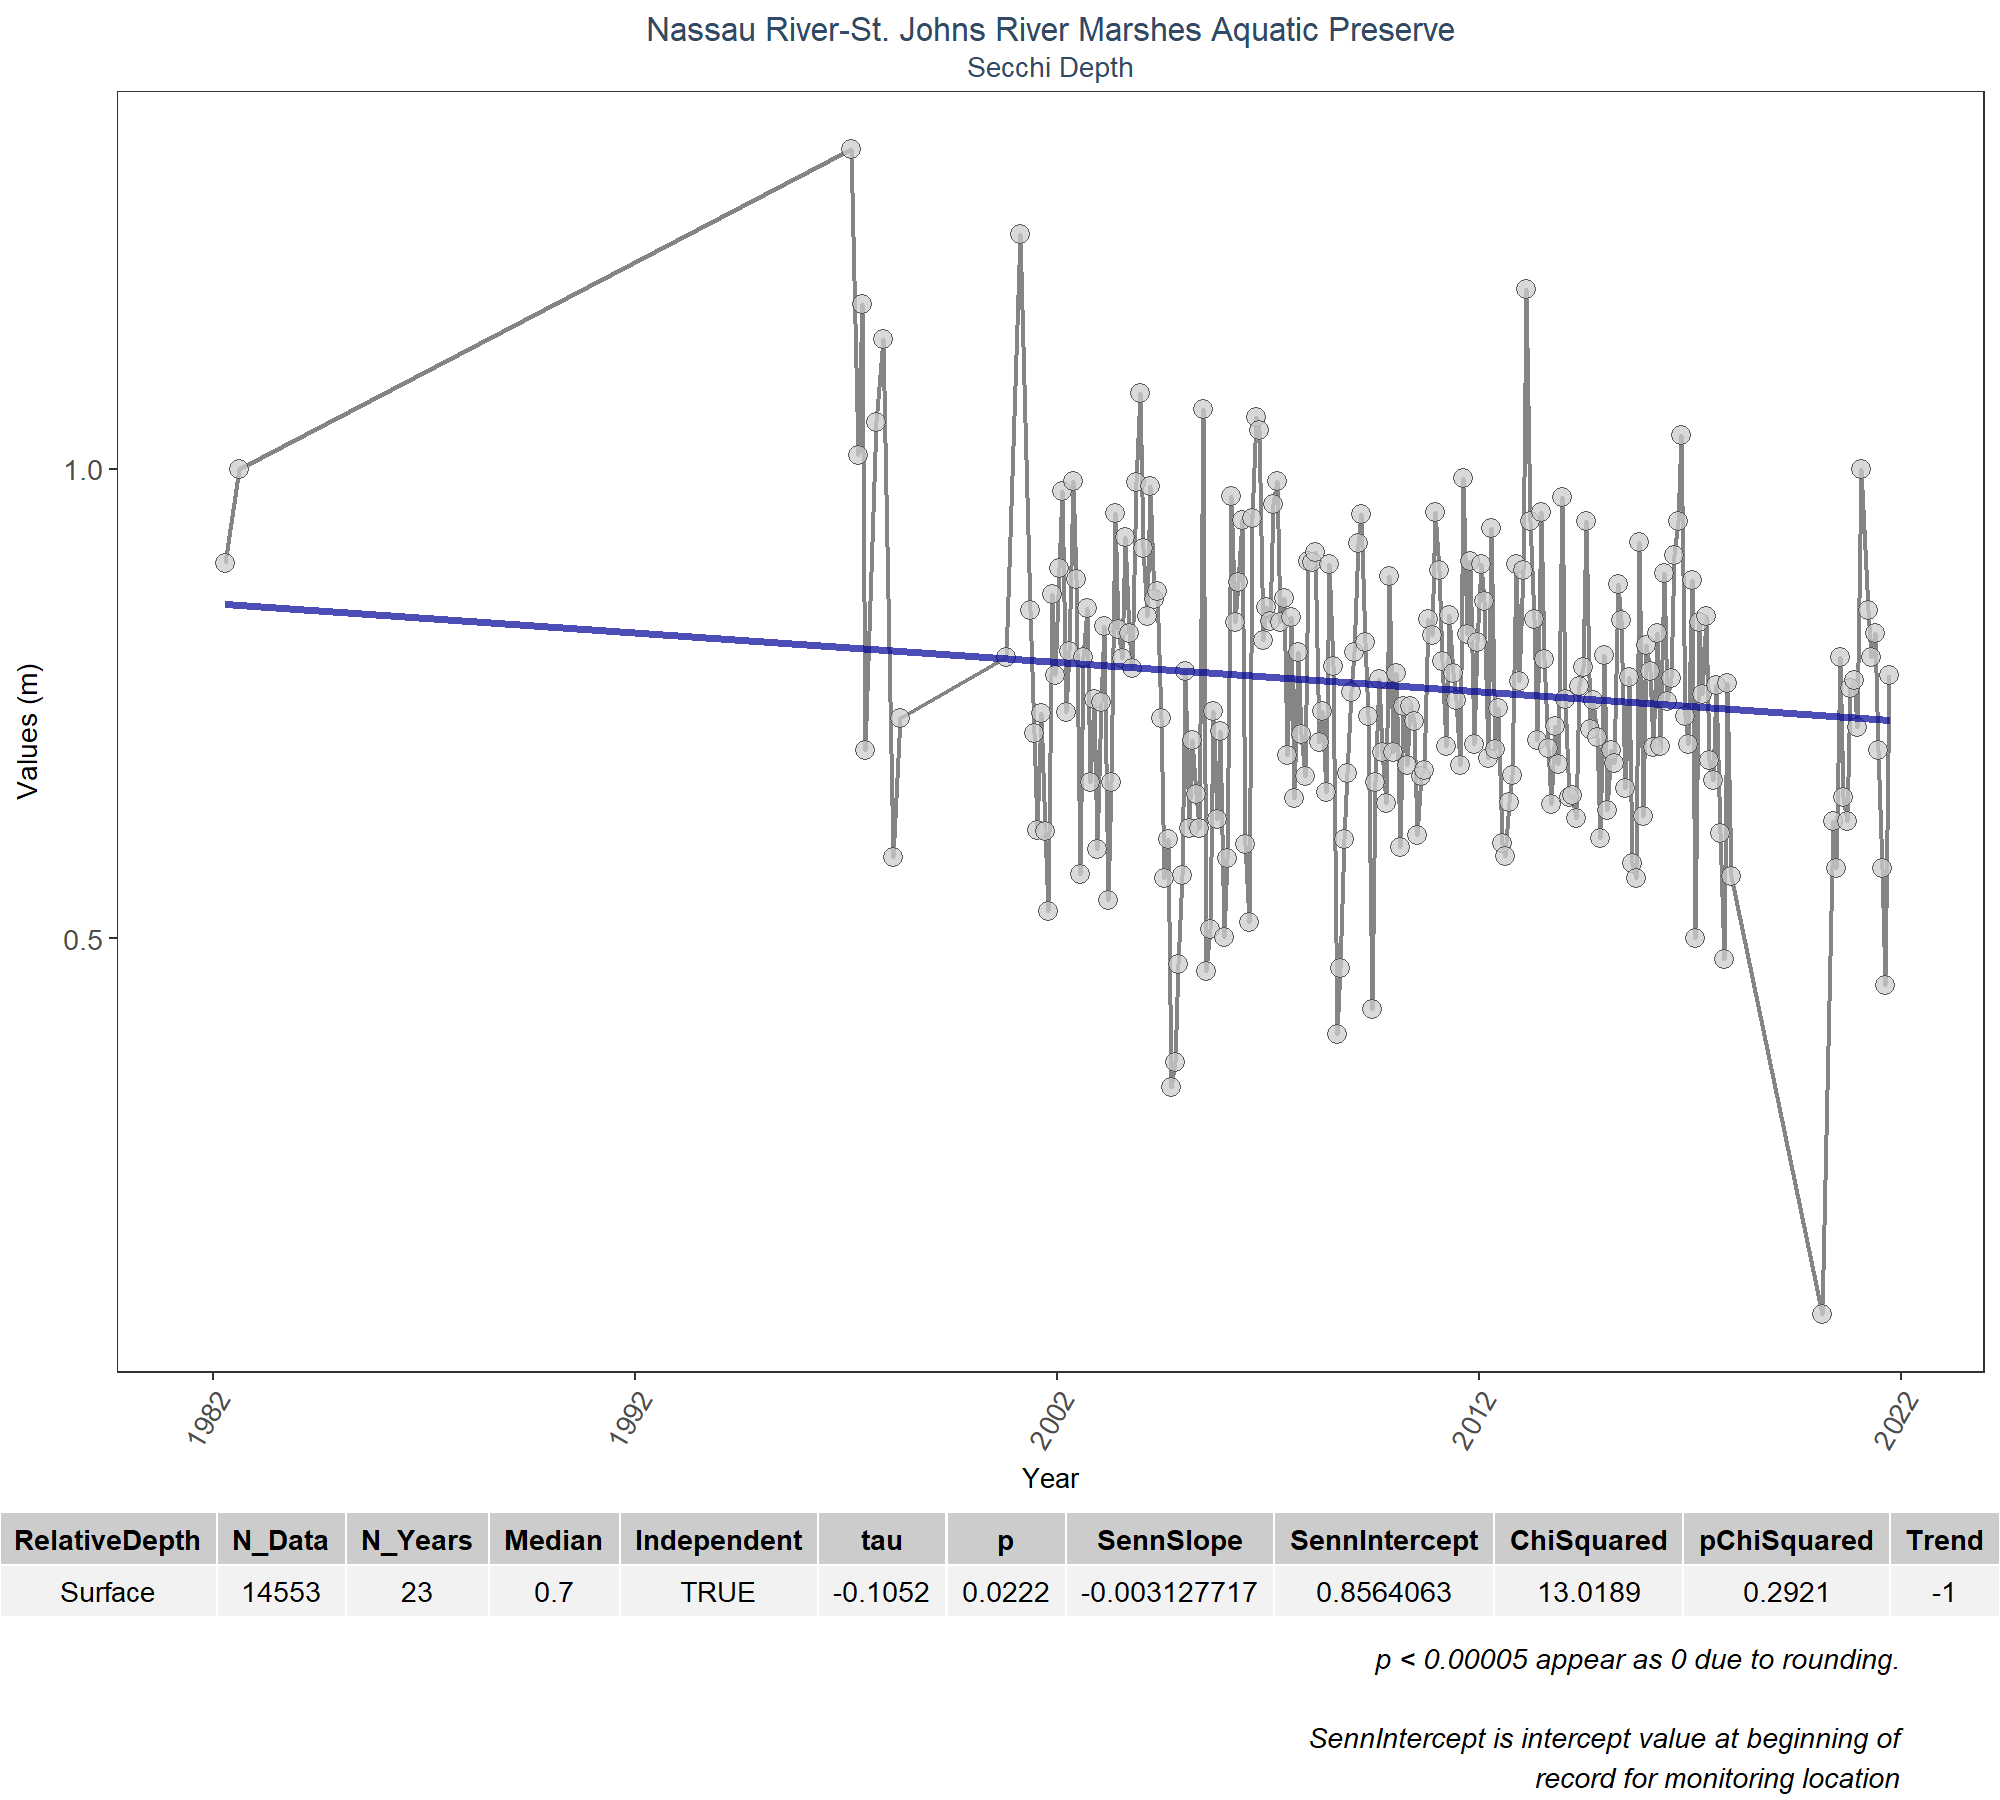 Nassau River-St. Johns River Marshes Aquatic Preserve
Secchi Depth
Values (m)
1.0
0.5
1982
1992
2002
2012
2022
Year
RelativeDepth N_Data N_Years Median Independent tau p SennSlope SennIntercept ChiSquared pChiSquared Trend
Surface 14553 23 0.7 TRUE -0.1052 0.0222 -0.003127717 0.8564063 13.0189 0.2921 -1
p < 0.00005 appear as 0 due to rounding.
SennIntercept is intercept value at beginning of
record for monitoring location